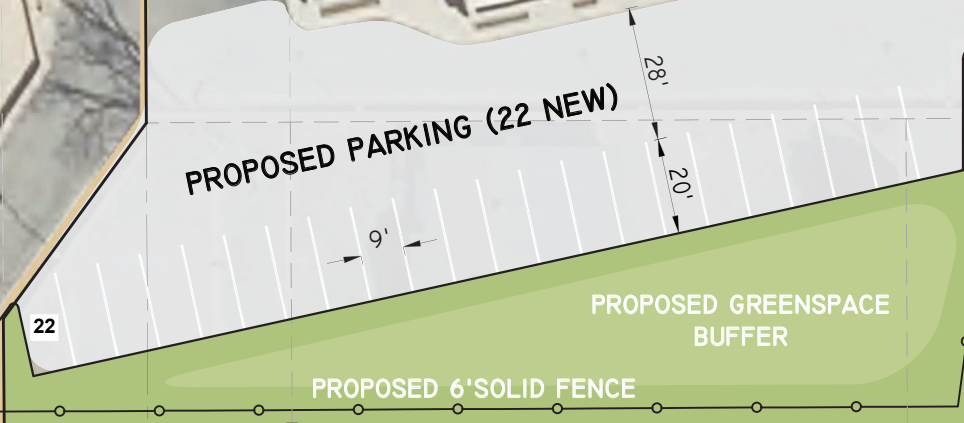 28'
PROPOSED PARKING (22 NEW)
20'
9'
22
PROPOSED GREENSPACE
BUFFER
PROPOSED 6'SOLID FENCE